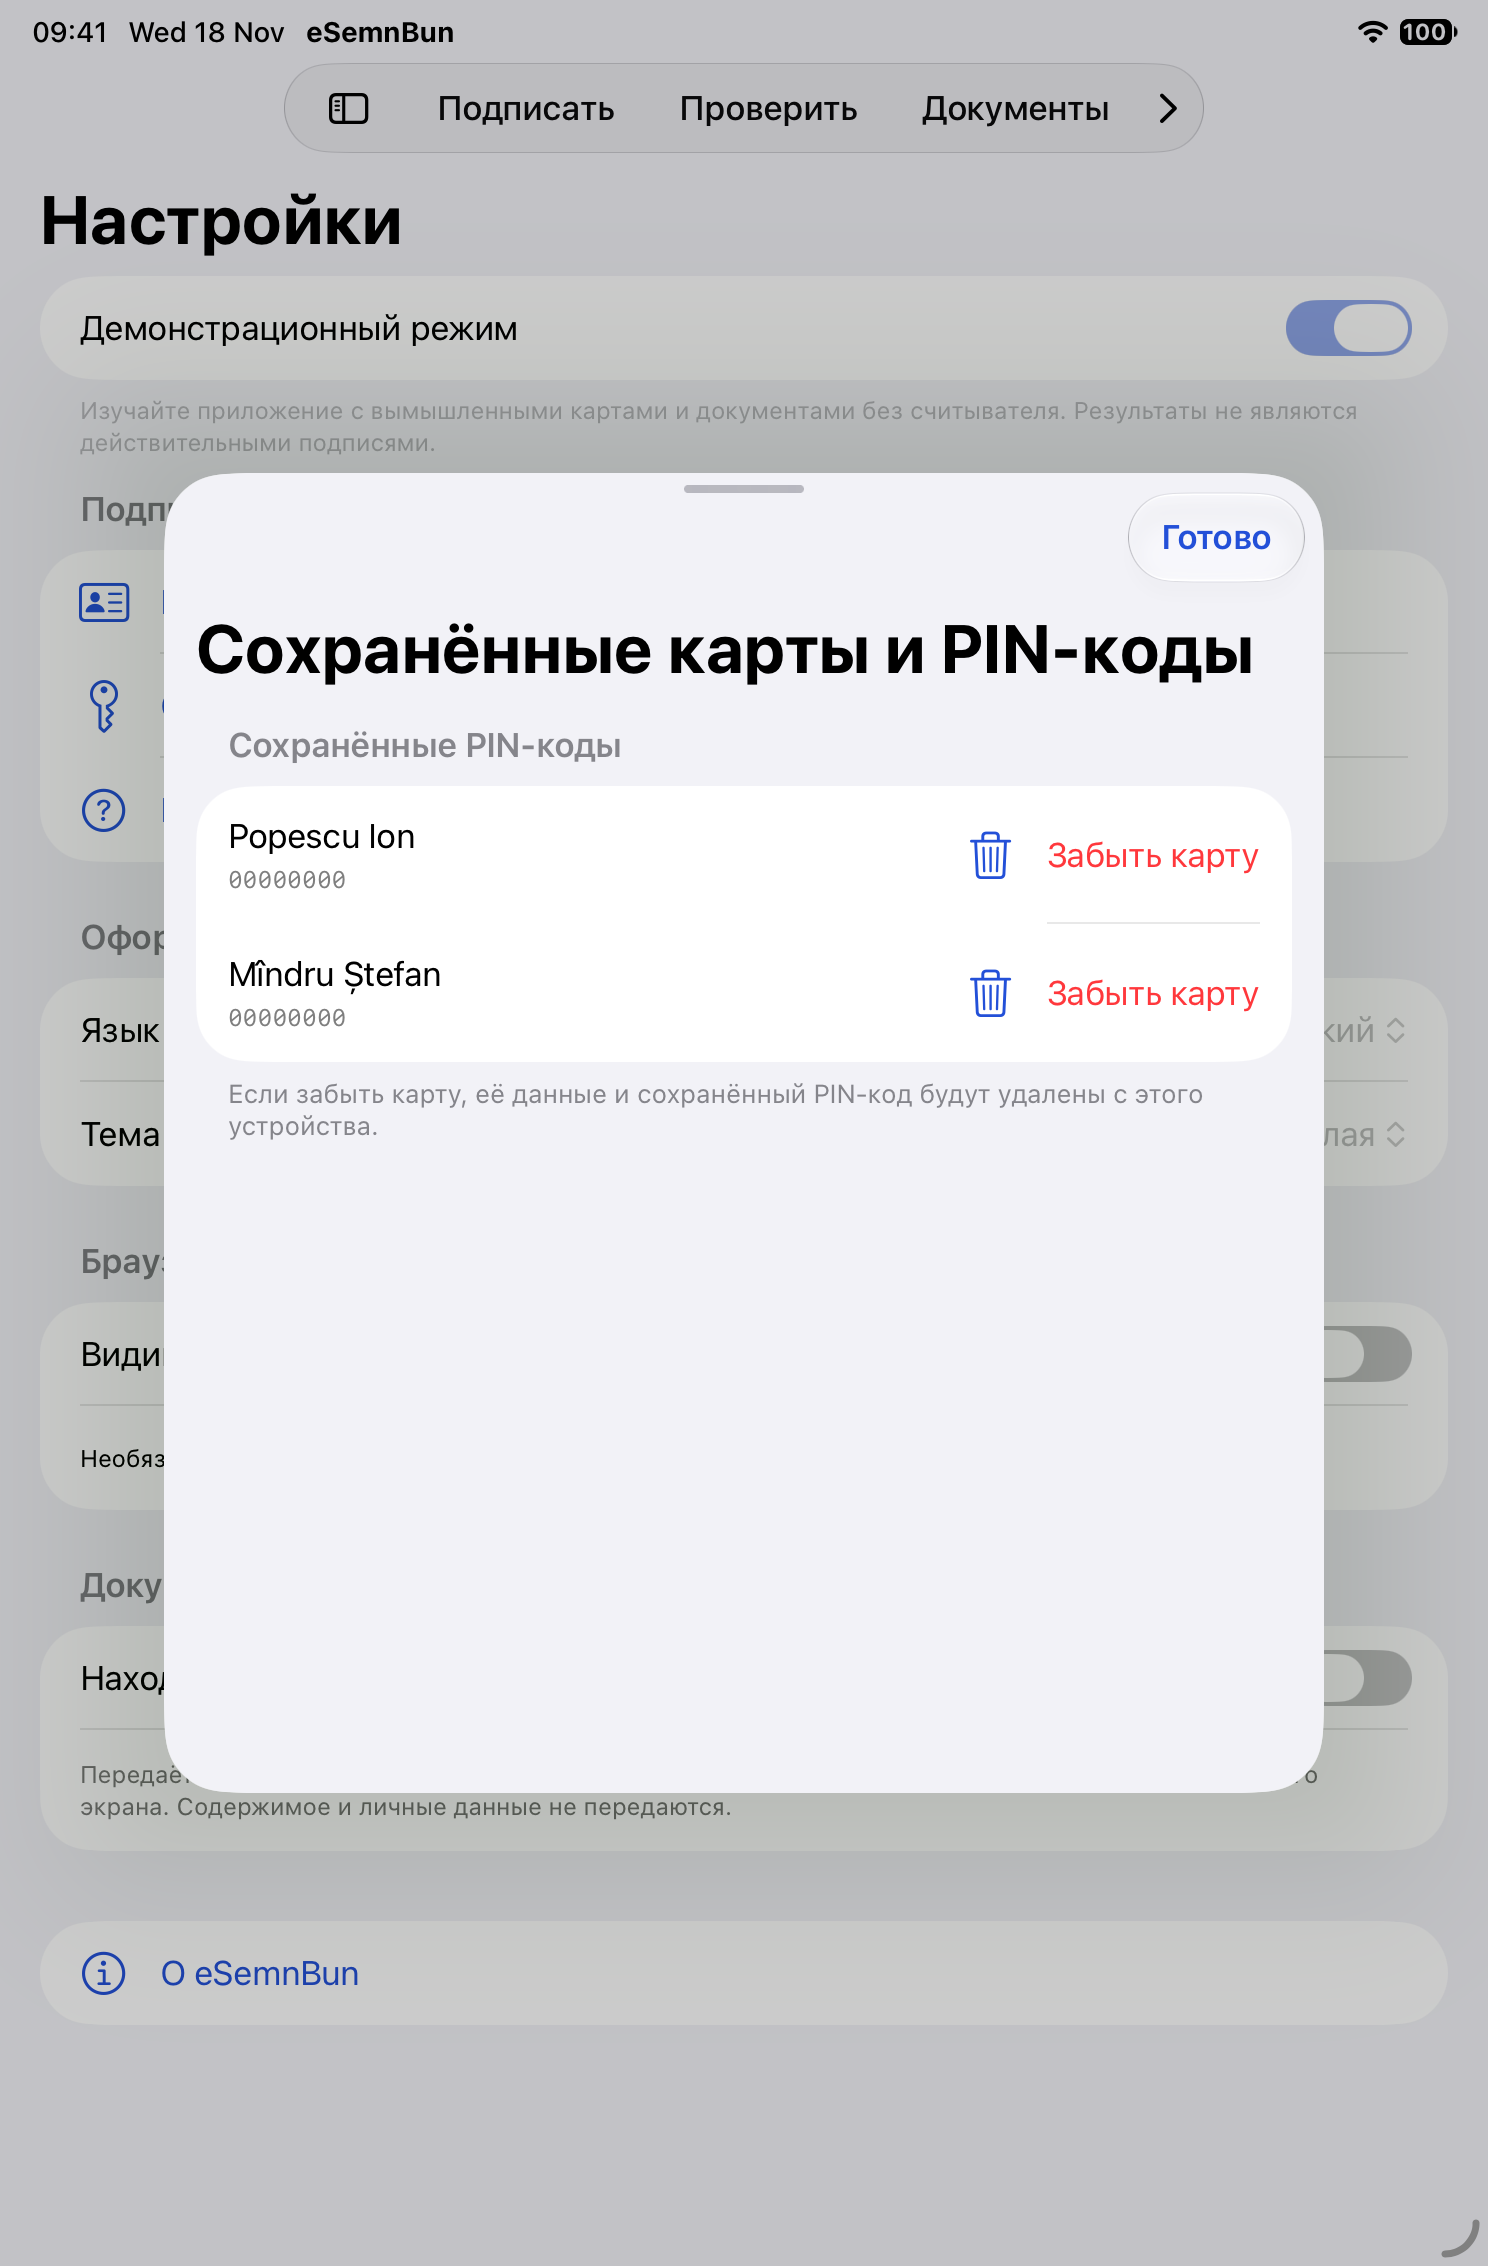 09:41 Wed 18 Nov eSemnBun
100
Подписать Проверить Документы
Настройки
Демонстрационный режим
Изучайте приложение с вымышленными картами и документами без считывателя. Результаты не являются
действительными подписями.
Готово
Сохранённые карты и PIN-коды
Сохранённые PIN-коды
Popescu Ion
00000000
Забыть карту
Mîndru Ștefan
00000000
Забыть карту
Если забыть карту, её данные и сохранённый PIN-код будут удалены с этого
устройства.
Язык
Тема
экрана. Содержимое и личные данные не передаются.
О eSemnBun